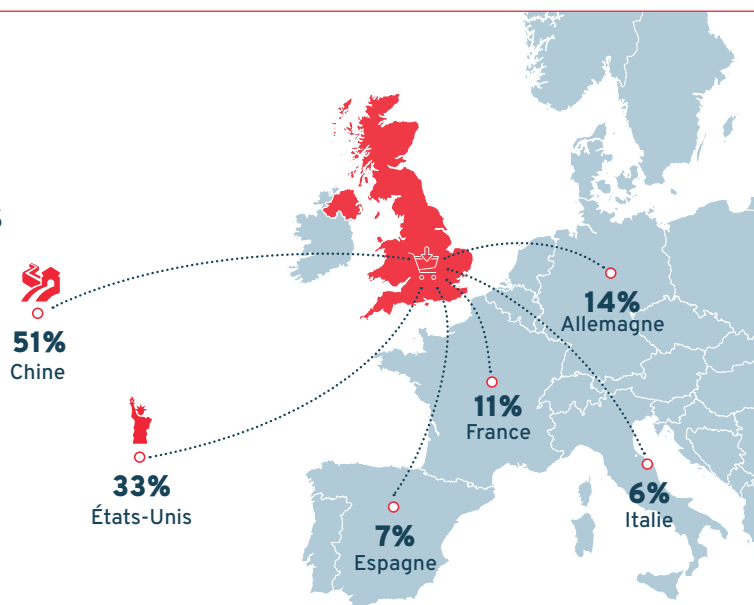 51%
Chine
33%
États-Unis
14%
Allemagne
11%
France
6%
Italie
7%
Espagne